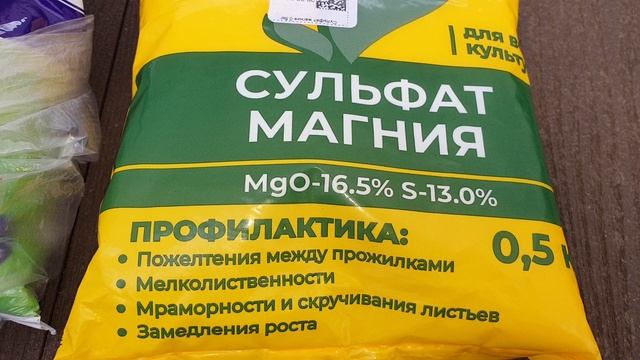 для в
культу
СУЛЬФАТ
МАГНИЯ
MgO-16.5% S-13.0%
ПРОФИЛАКТИКА:
0,5 к
• Пожелтения между прожилками
• Мелколиственности
• Мраморности и скручивания листьев
• Замедления роста